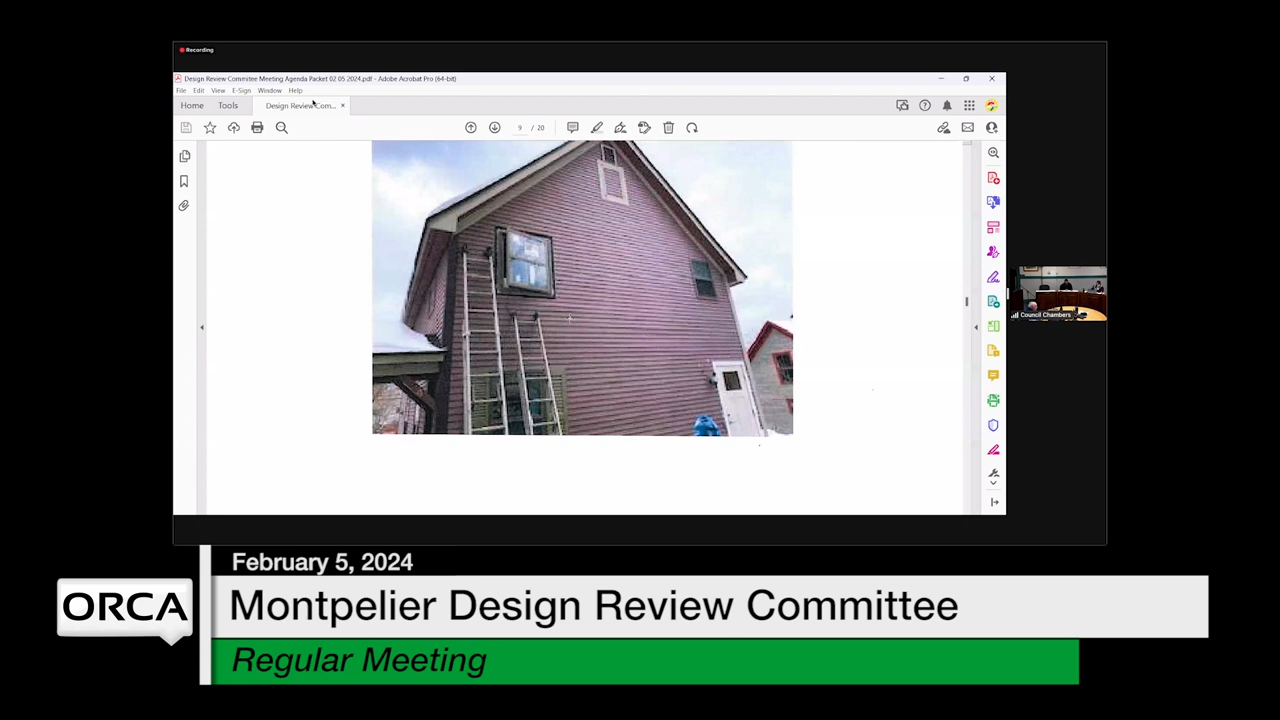 Recording
Design Review Commitee Meeting Agenda Packet 02 05 2024.pdf - Adobe Acrobat Pro (64-bit)
File Edit View E-Sign Window Help
Home Tools Design Review Com... ×
9 / 20
Council Chambers
February 5, 2024
ORCA
Montpelier Design Review Committee
Regular Meeting